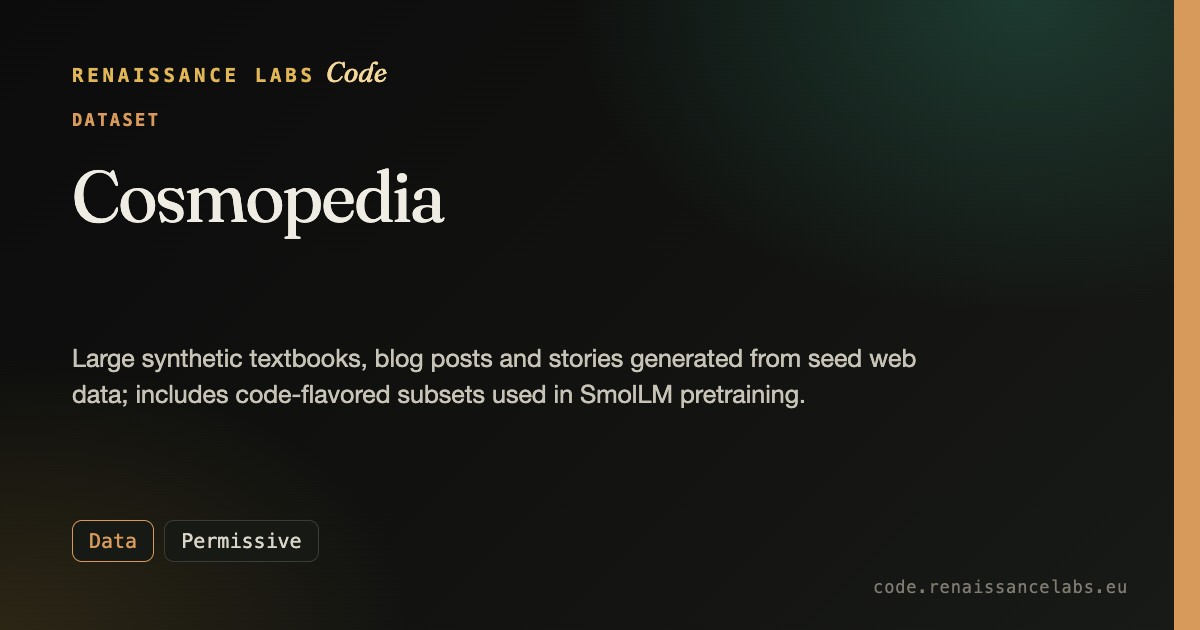 RENAISSANCE LABS Code
DATASET
Cosmopedia
Large synthetic textbooks, blog posts and stories generated from seed web
data; includes code-flavored subsets used in SmolLM pretraining.
Data Permissive
code.renaissancelabs.eu